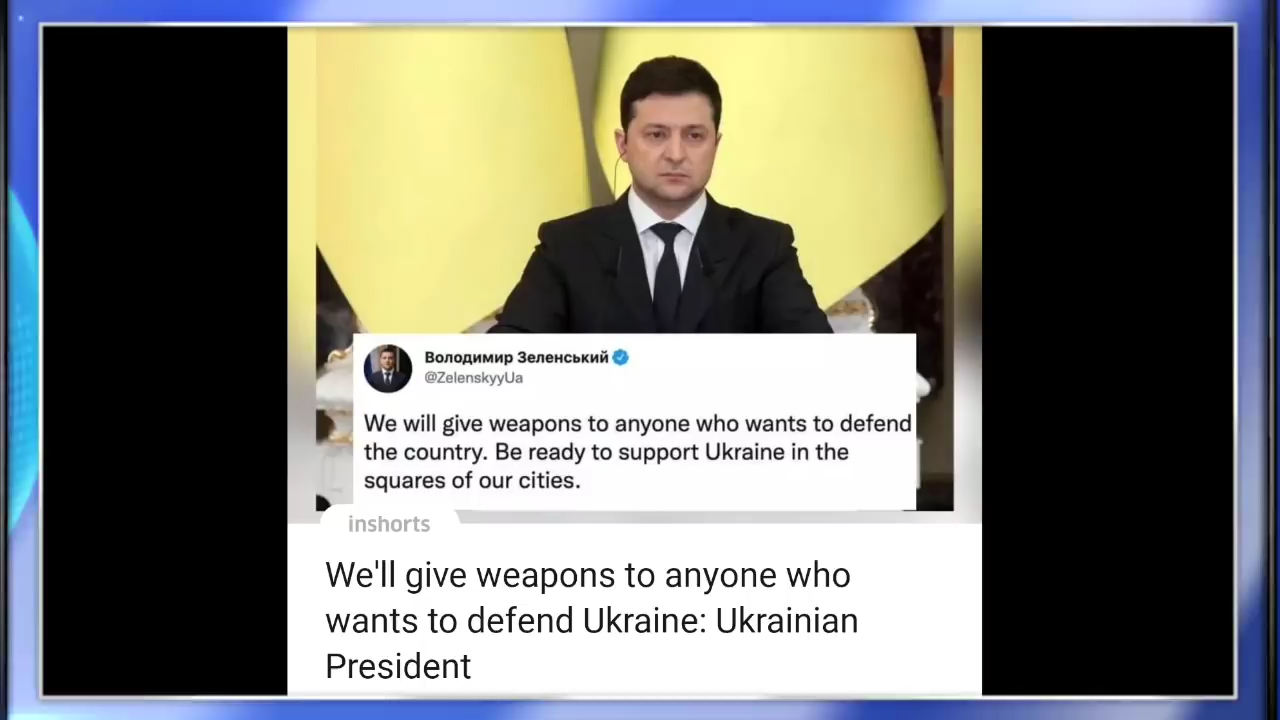 Володимир Зеленський
@ZelenskyyUa
We will give weapons to anyone who wants to defend
the country. Be ready to support Ukraine in the
squares of our cities.
inshorts
We'll give weapons to anyone who
wants to defend Ukraine: Ukrainian
President